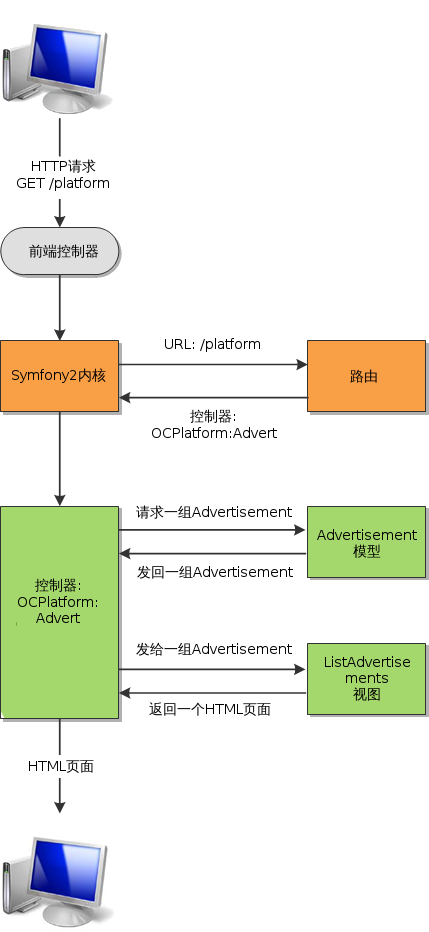 HTTP请求
GET /platform
前端控制器
URL: /platform
Symfony2内核
路由
控制器:
OCPlatform:Advert
请求一组Advertisement
Advertisement
模型
发回一组Advertisement
控制器:
OCPlatform:
Advert
发给一组Advertisement
ListAdvertise
ments
视图
返回一个HTML页面
HTML页面